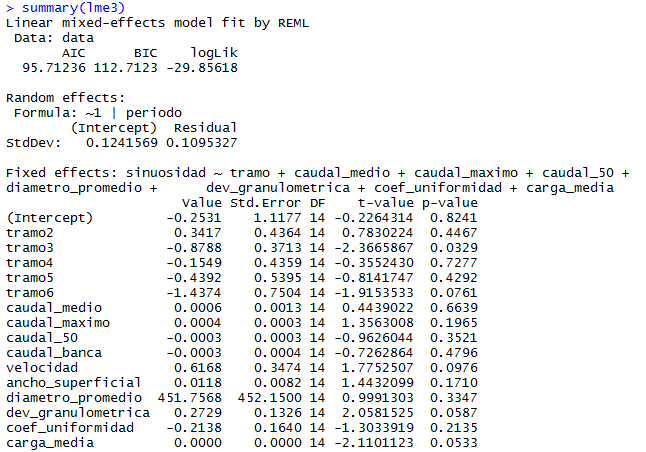 > summary(lme3)
Linear mixed-effects model fit by REML
 Data: data
       AIC      BIC    logLik
  95.71236 112.7123 -29.85618

Random effects:
 Formula: ~1 | periodo
        (Intercept)  Residual
StdDev:   0.1241569 0.1095327

Fixed effects: sinuosidad ~ tramo + caudal_medio + caudal_maximo + caudal_50 +
diametro_promedio +      dev_granulometrica + coef_uniformidad + carga_media
                      Value Std.Error DF    t-value p-value
(Intercept)         -0.2531    1.1177 14 -0.2264314  0.8241
tramo2               0.3417    0.4364 14  0.7830224  0.4467
tramo3              -0.8788    0.3713 14 -2.3665867  0.0329
tramo4              -0.1549    0.4359 14 -0.3552430  0.7277
tramo5              -0.4392    0.5395 14 -0.8141747  0.4292
tramo6              -1.4374    0.7504 14 -1.9153533  0.0761
caudal_medio         0.0006    0.0013 14  0.4439022  0.6639
caudal_maximo        0.0004    0.0003 14  1.3563008  0.1965
caudal_50           -0.0003    0.0003 14 -0.9626044  0.3521
caudal_banca        -0.0003    0.0004 14 -0.7262864  0.4796
velocidad            0.6168    0.3474 14  1.7752507  0.0976
ancho_superficial    0.0118    0.0082 14  1.4432099  0.1710
diametro_promedio  451.7568  452.1500 14  0.9991303  0.3347
dev_granulometrica   0.2729    0.1326 14  2.0581525  0.0587
coef_uniformidad    -0.2138    0.1640 14 -1.3033919  0.2135
carga_media          0.0000    0.0000 14 -2.1101123  0.0533